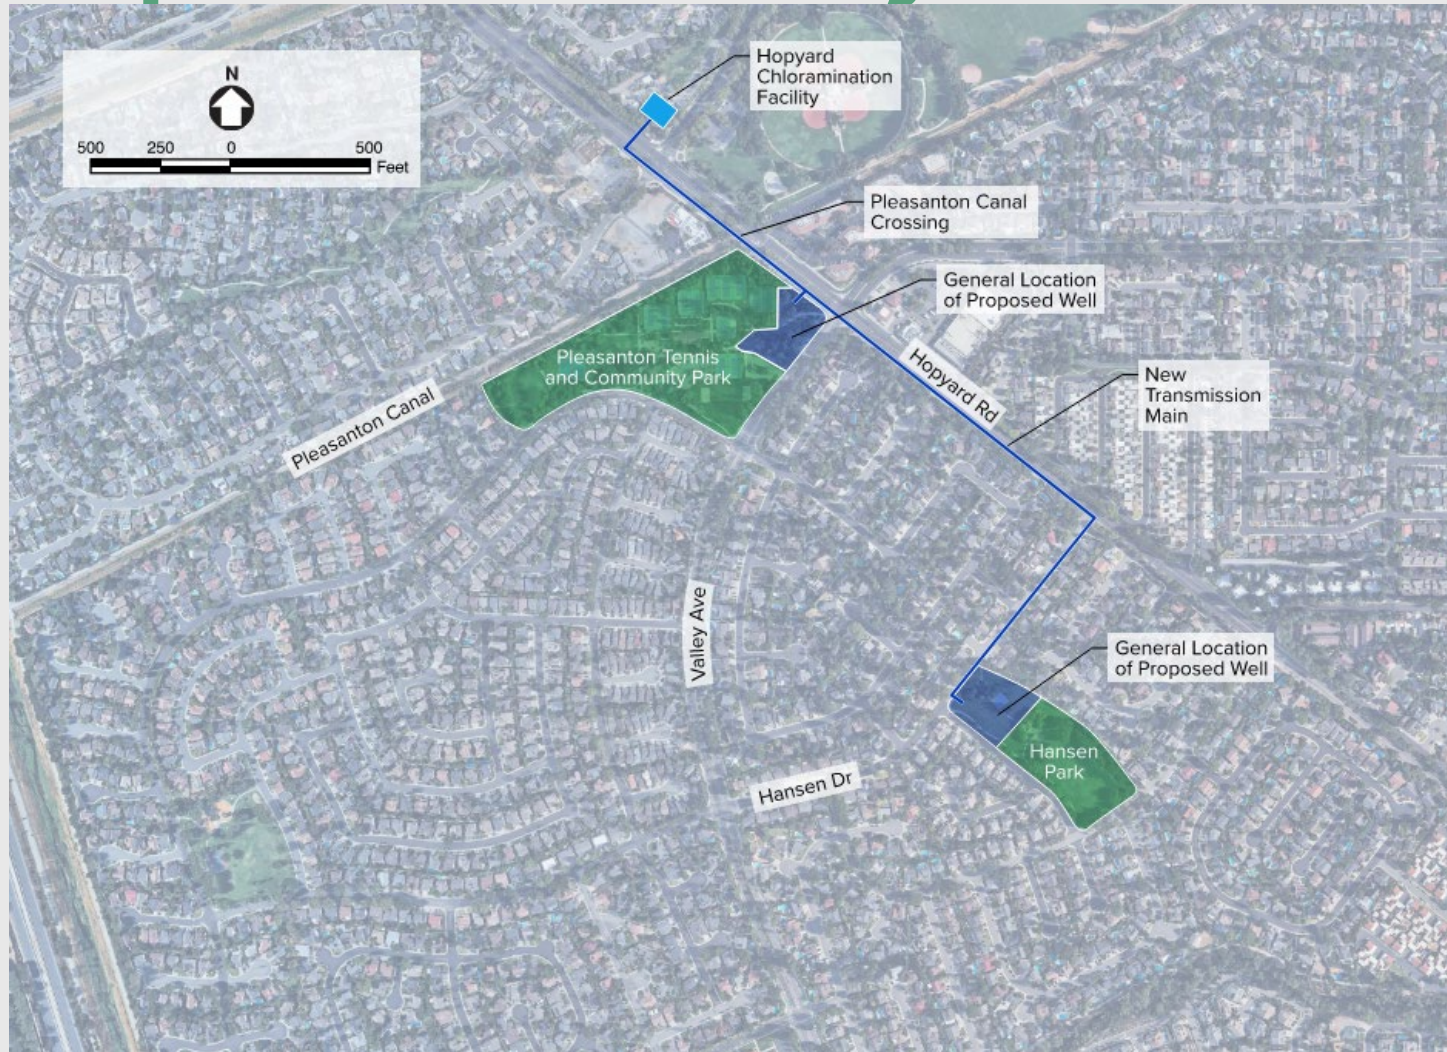 N
500 250 0 500
Feet
Hopyard
Chloramination
Facility
Pleasanton Canal
Crossing
General Location
of Proposed Well
Pleasanton Tennis
and Community Park
Hopyard Rd
New
Transmission
Main
Pleasanton Canal
Valley Ave
General Location
of Proposed Well
Hansen
Park
Hansen Dr